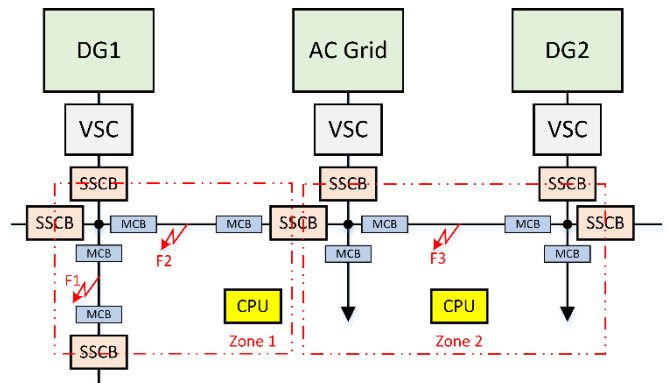 DG1
AC Grid
DG2
VSC
VSC
VSC
SSCB
SSCB
SSCB
SSCB
MCB
MCB
SSCB
MCB
MCB
SSCB
MCB
MCB
MCB
F2
F3
F1
MCB
CPU
CPU
Zone 1
Zone 2
SSCB